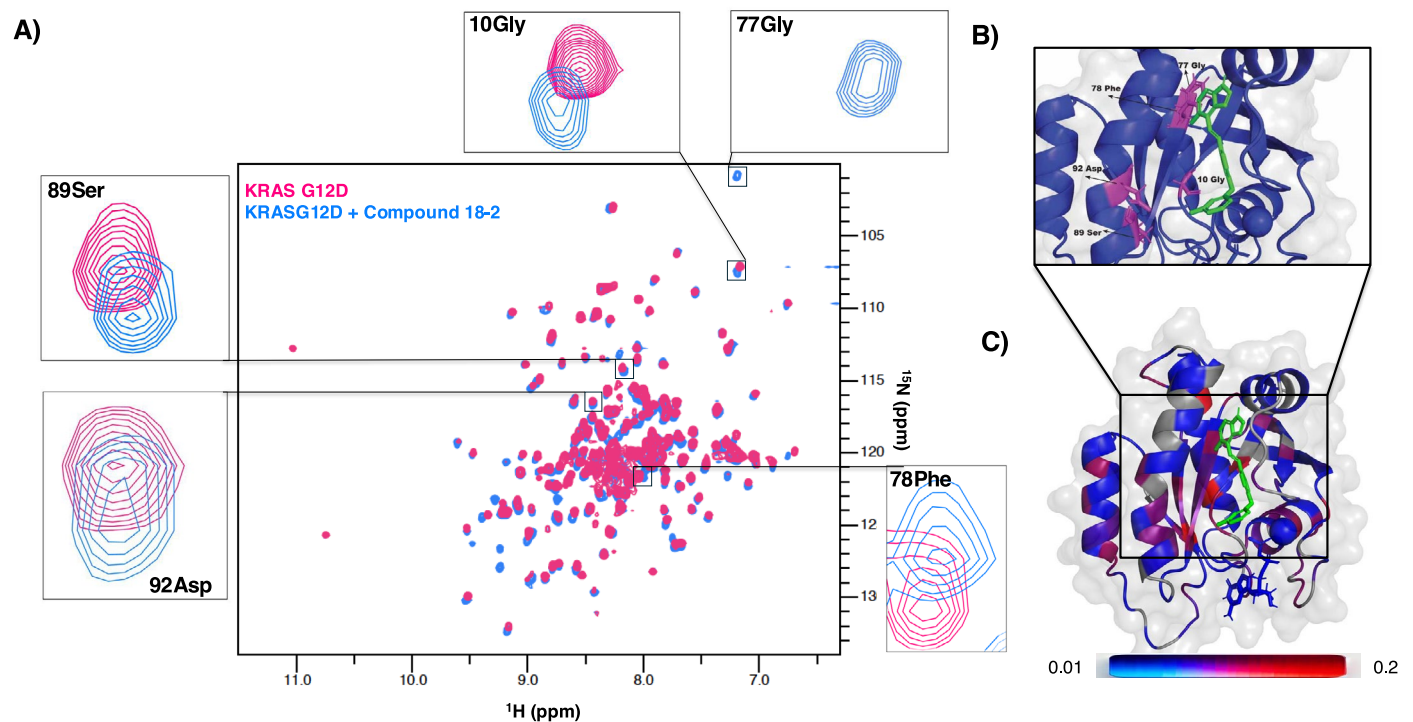 A)
10Gly
77Gly
89Ser
KRAS G12D
KRASG12D + Compound 18-2
92Asp
78Phe
105
110
115
120
12
13
¹⁵N (ppm)
11.0 10.0 9.0 8.0 7.0
¹H (ppm)
B)
77 Gly
78 Phe
92 Asp
10 Gly
89 Ser
C)
0.01 0.2